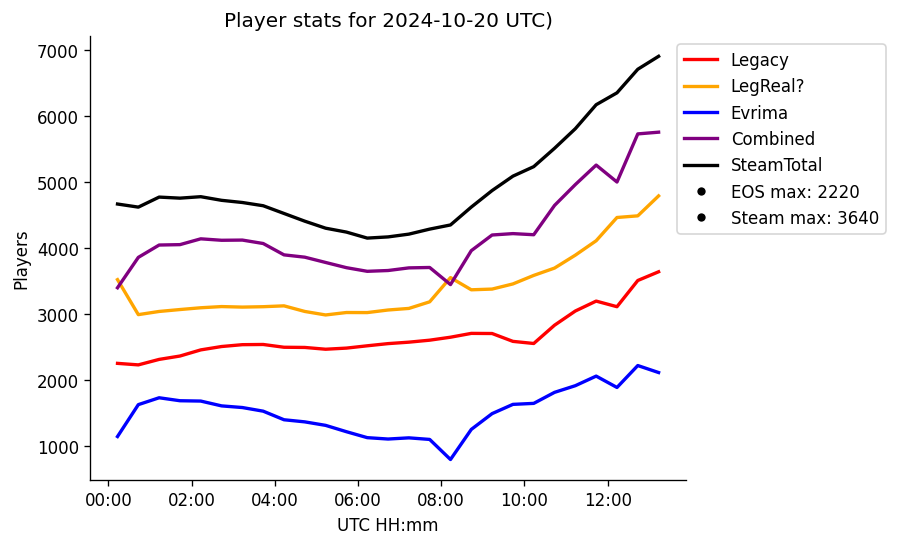 Player stats for 2024-10-20 UTC)
7000
6000
5000
4000
3000
2000
1000
Players
00:00 02:00 04:00 06:00 08:00 10:00 12:00
UTC HH:mm
Legacy
LegReal?
Evrima
Combined
SteamTotal
EOS max: 2220
Steam max: 3640